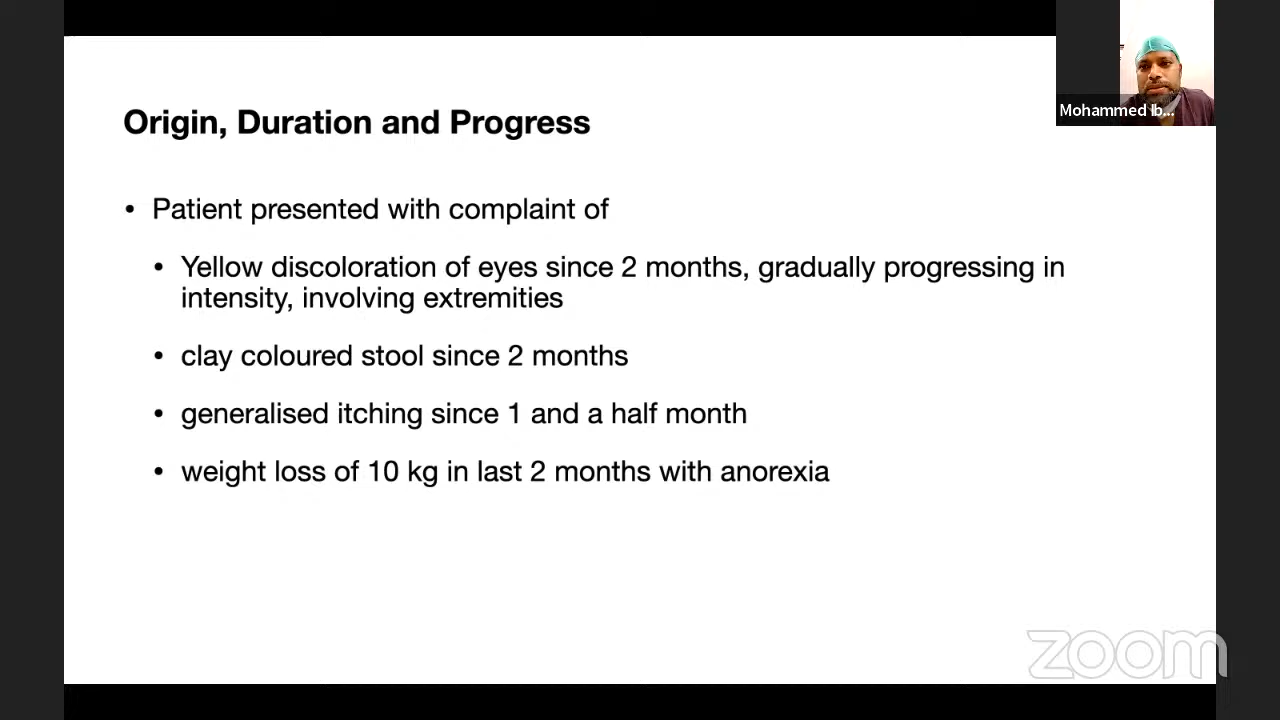 Mohammed Ib...
Origin, Duration and Progress
• Patient presented with complaint of
• Yellow discoloration of eyes since 2 months, gradually progressing in
intensity, involving extremities
• clay coloured stool since 2 months
• generalised itching since 1 and a half month
• weight loss of 10 kg in last 2 months with anorexia
zoom